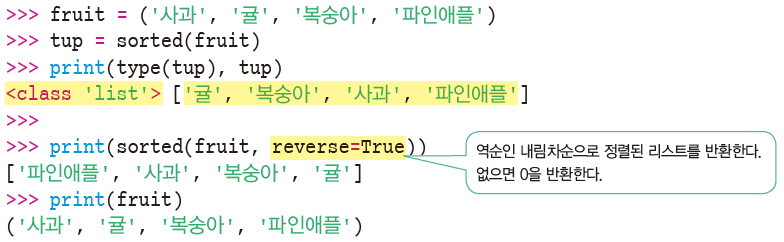 >>> fruit = ('사과', '귤', '복숭아', '파인애플')
>>> tup = sorted(fruit)
>>> print(type(tup), tup)
<class 'list'> ['귤', '복숭아', '사과', '파인애플']
>>>
>>> print(sorted(fruit, reverse=True))
역순인 내림차순으로 정렬된 리스트를 반환한다.
없으면 0을 반환한다.
['파인애플', '사과', '복숭아', '귤']
>>> print(fruit)
('사과', '귤', '복숭아', '파인애플')